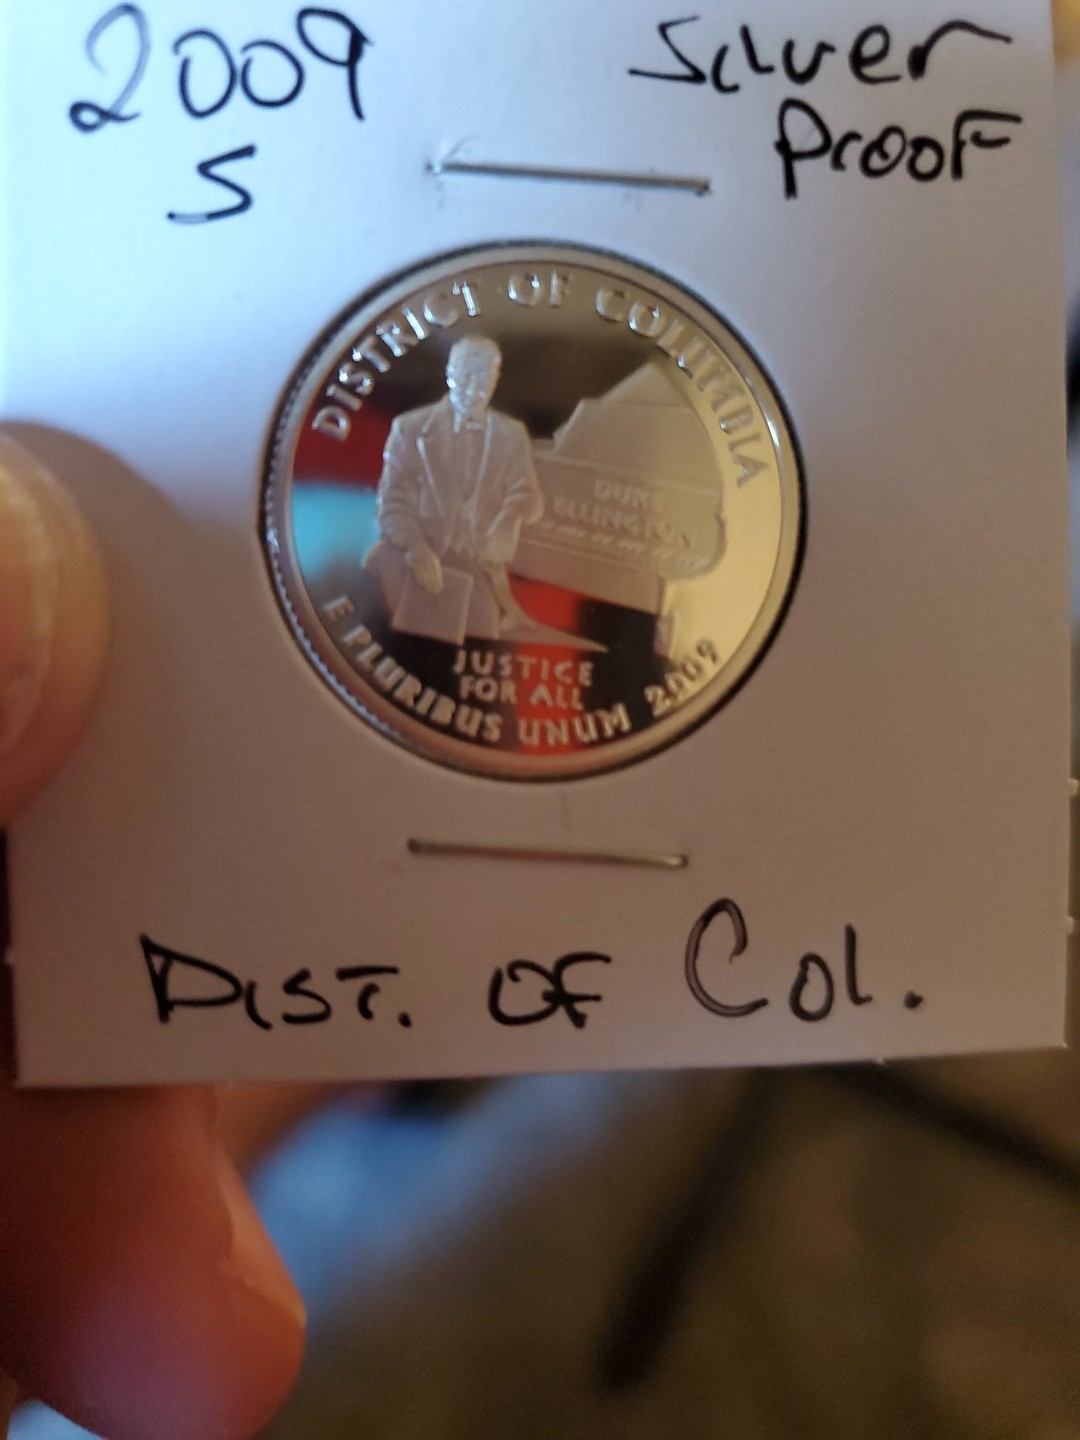 2009
S
Silver
Proof
DISTRICT OF COLUMBIA
DUKE
ELLINGTON
JUSTICE
FOR ALL
E PLURIBUS UNUM 2009
DIST. OF Col.